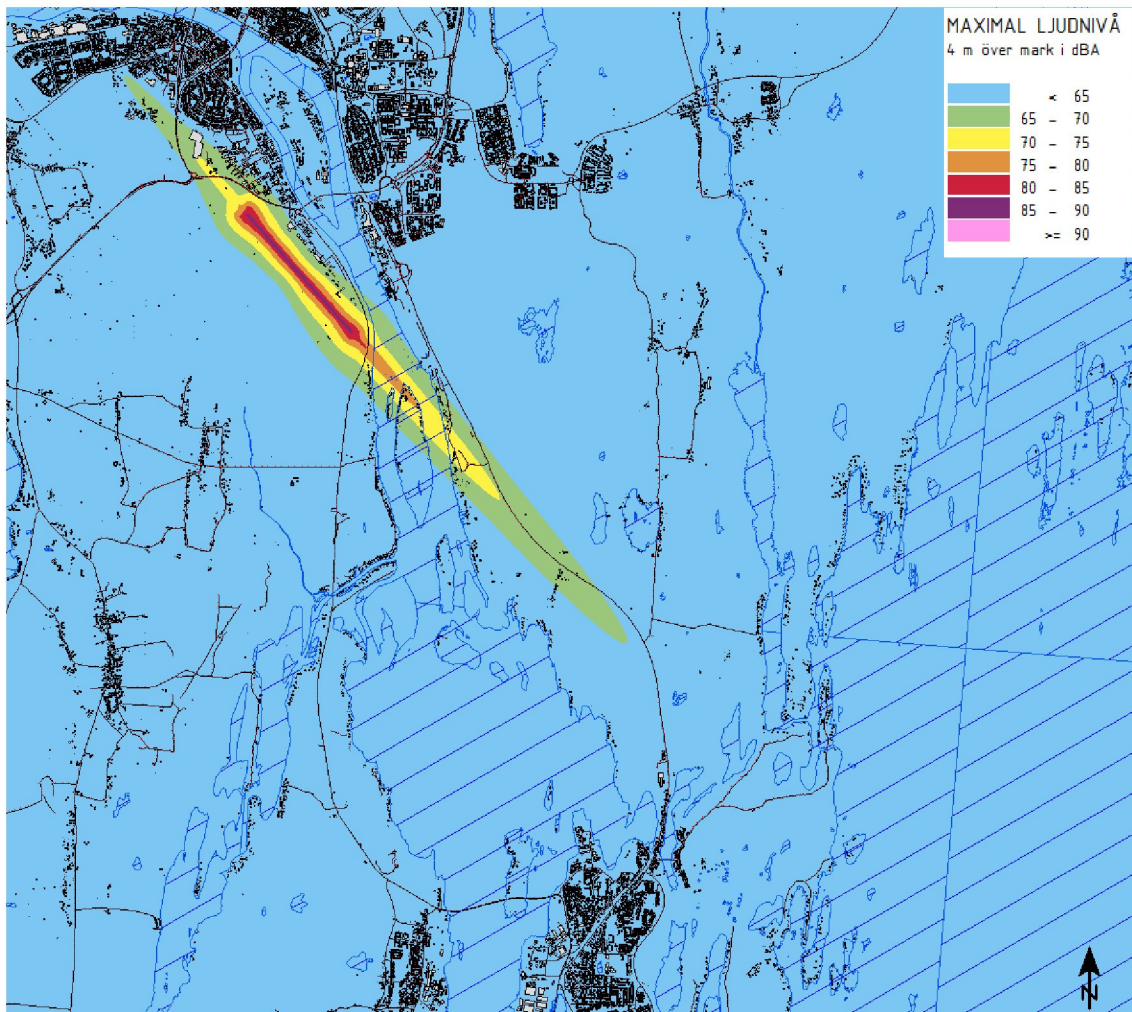 MAXIMAL LJUDNIVÅ
4 m över mark i dBA
< 65
65 – 70
70 – 75
75 – 80
80 – 85
85 – 90
>= 90
N